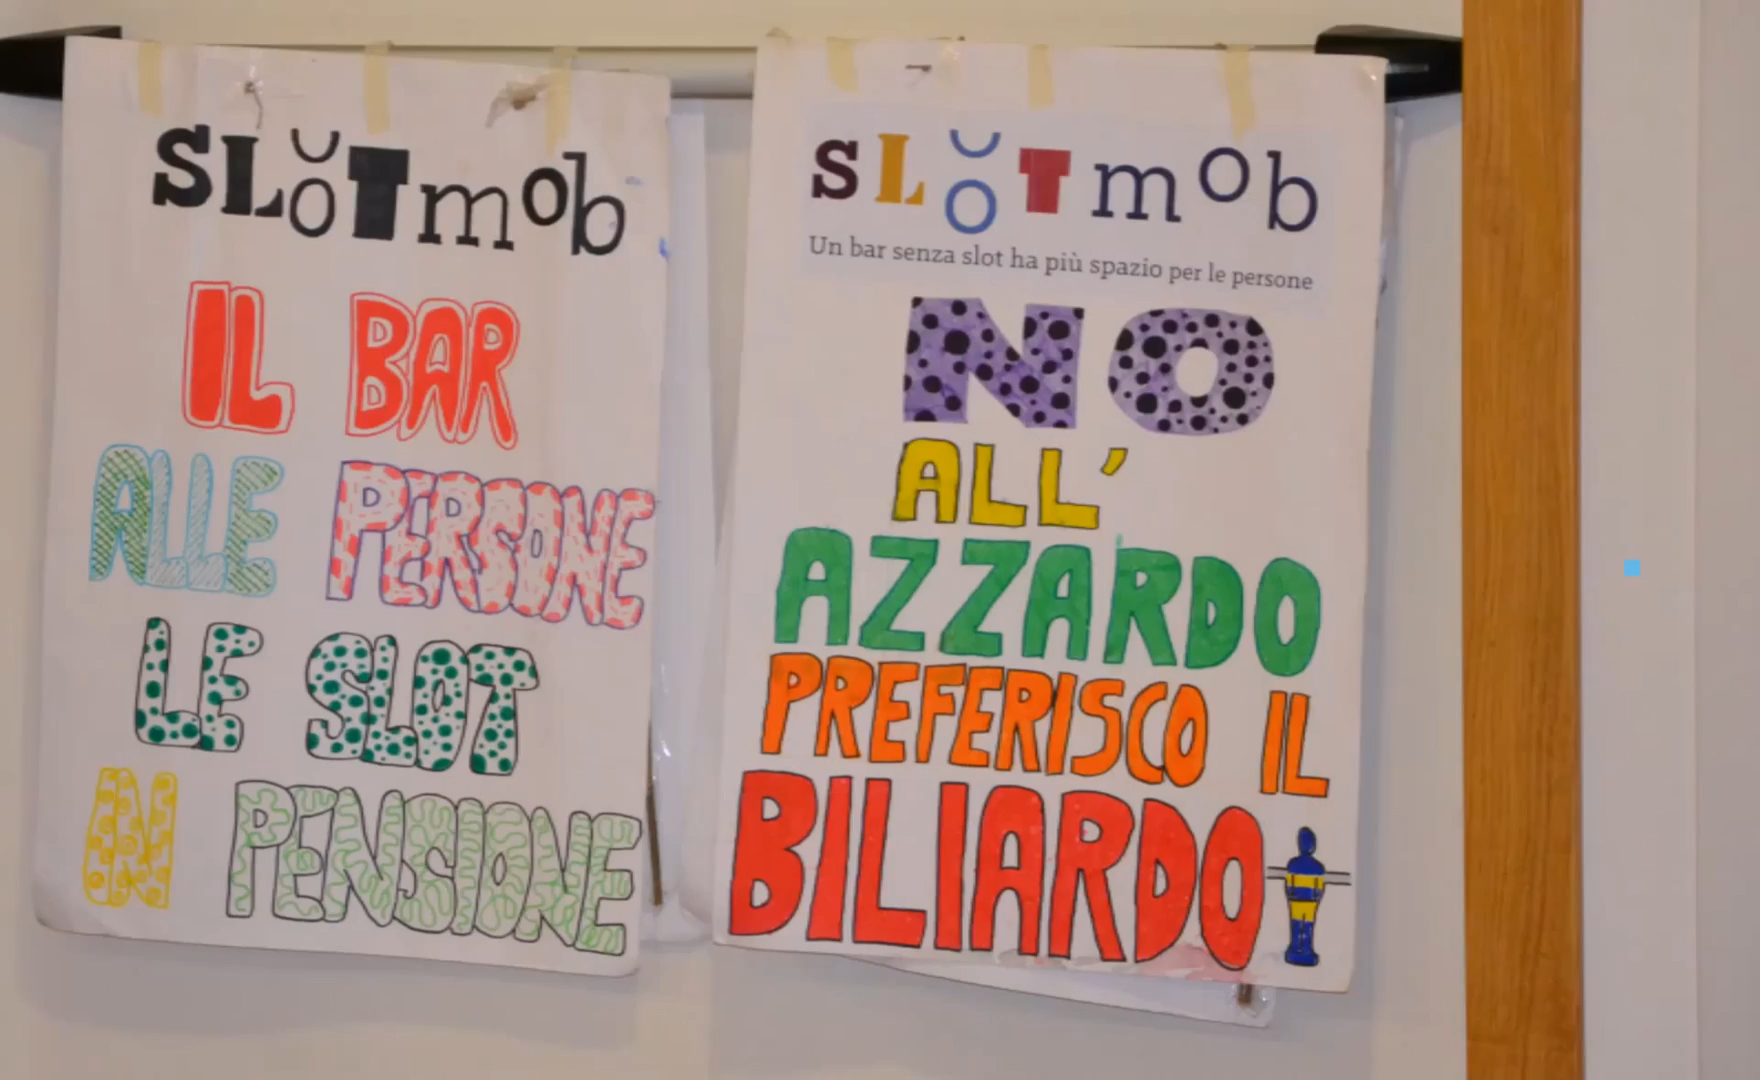 SLOTmob
IL BAR
ALLE PERSONE
LE SLOT
IN PENSIONE
SLOTmob
Un bar senza slot ha più spazio per le persone
NO
ALL'
AZZARDO
PREFERISCO IL
BILIARDO